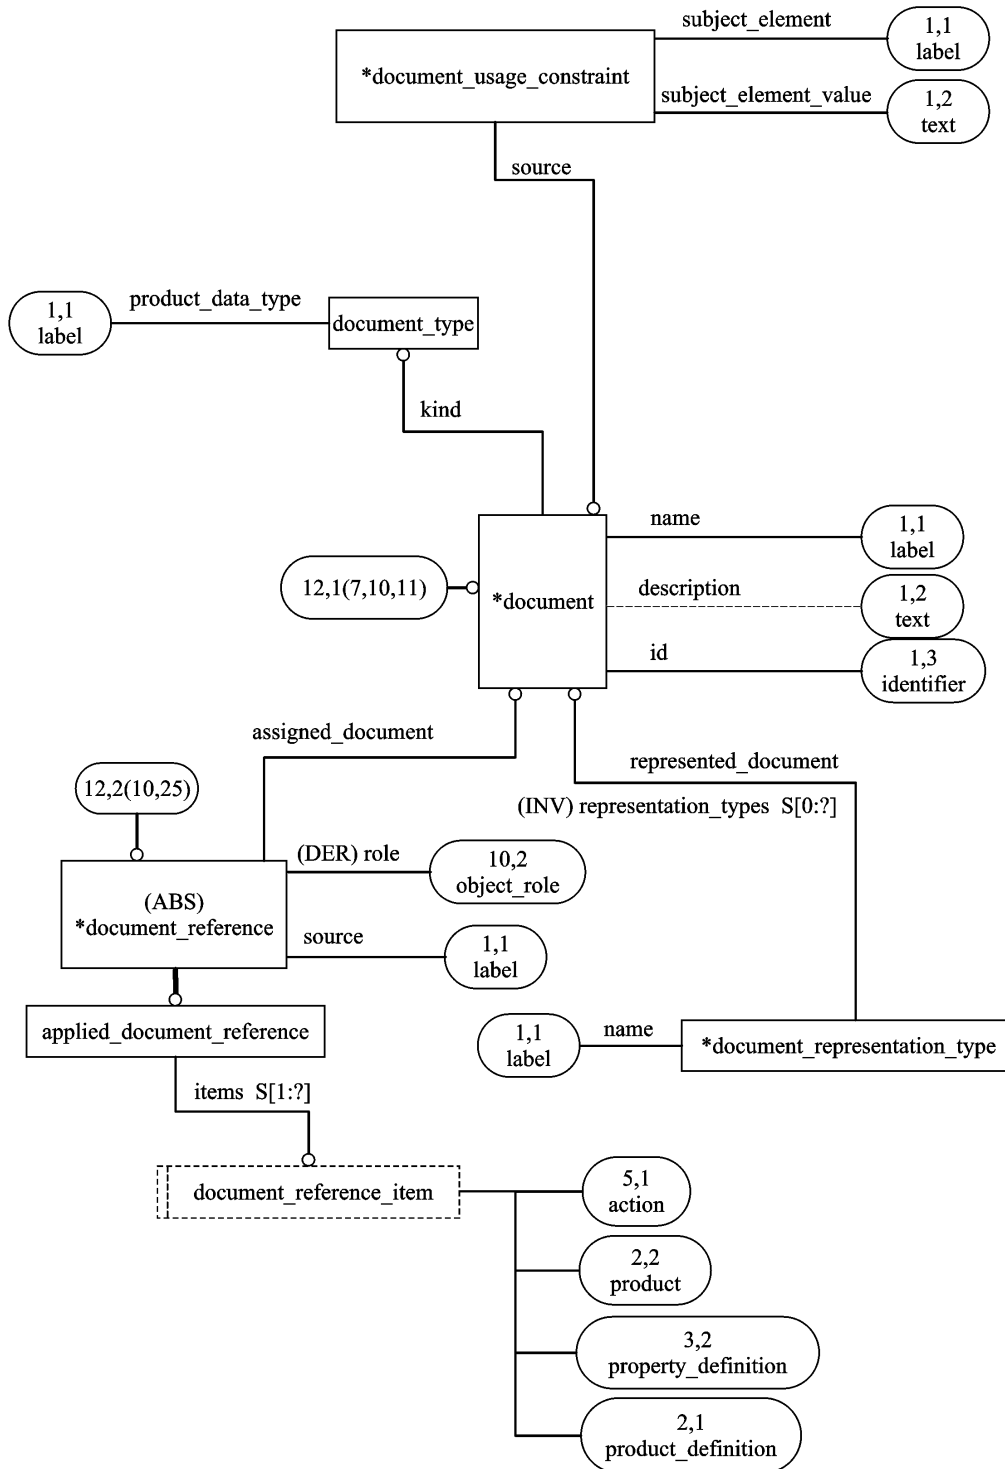 subject_element
1,1
label
*document_usage_constraint
subject_element_value
1,2
text
source
product_data_type
1,1
label
document_type
kind
name
1,1
label
12,1(7,10,11)
*document
description
1,2
text
id
1,3
identifier
assigned_document
represented_document
12,2(10,25)
(INV) representation_types S[0:?]
(DER) role
10,2
object_role
(ABS)
*document_reference
source
1,1
label
applied_document_reference
name
1,1
label
*document_representation_type
items S[1:?]
document_reference_item
5,1
action
2,2
product
3,2
property_definition
2,1
product_definition